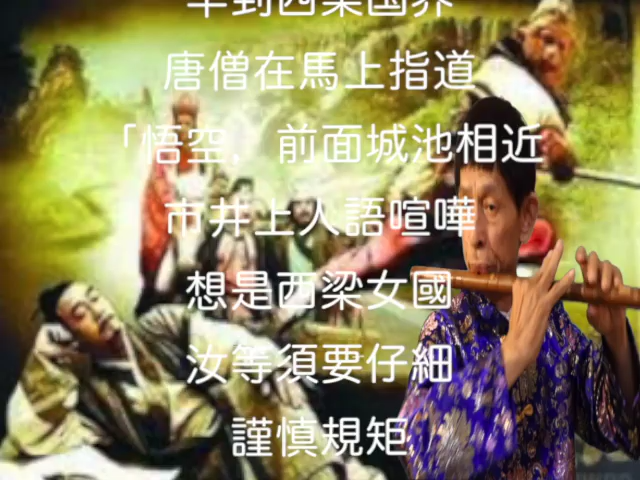 早到西梁国界
唐僧在馬上指道
「悟空，前面城池相近
市井上人語喧嘩
想是西梁女國
汝等須要仔細
謹慎規矩